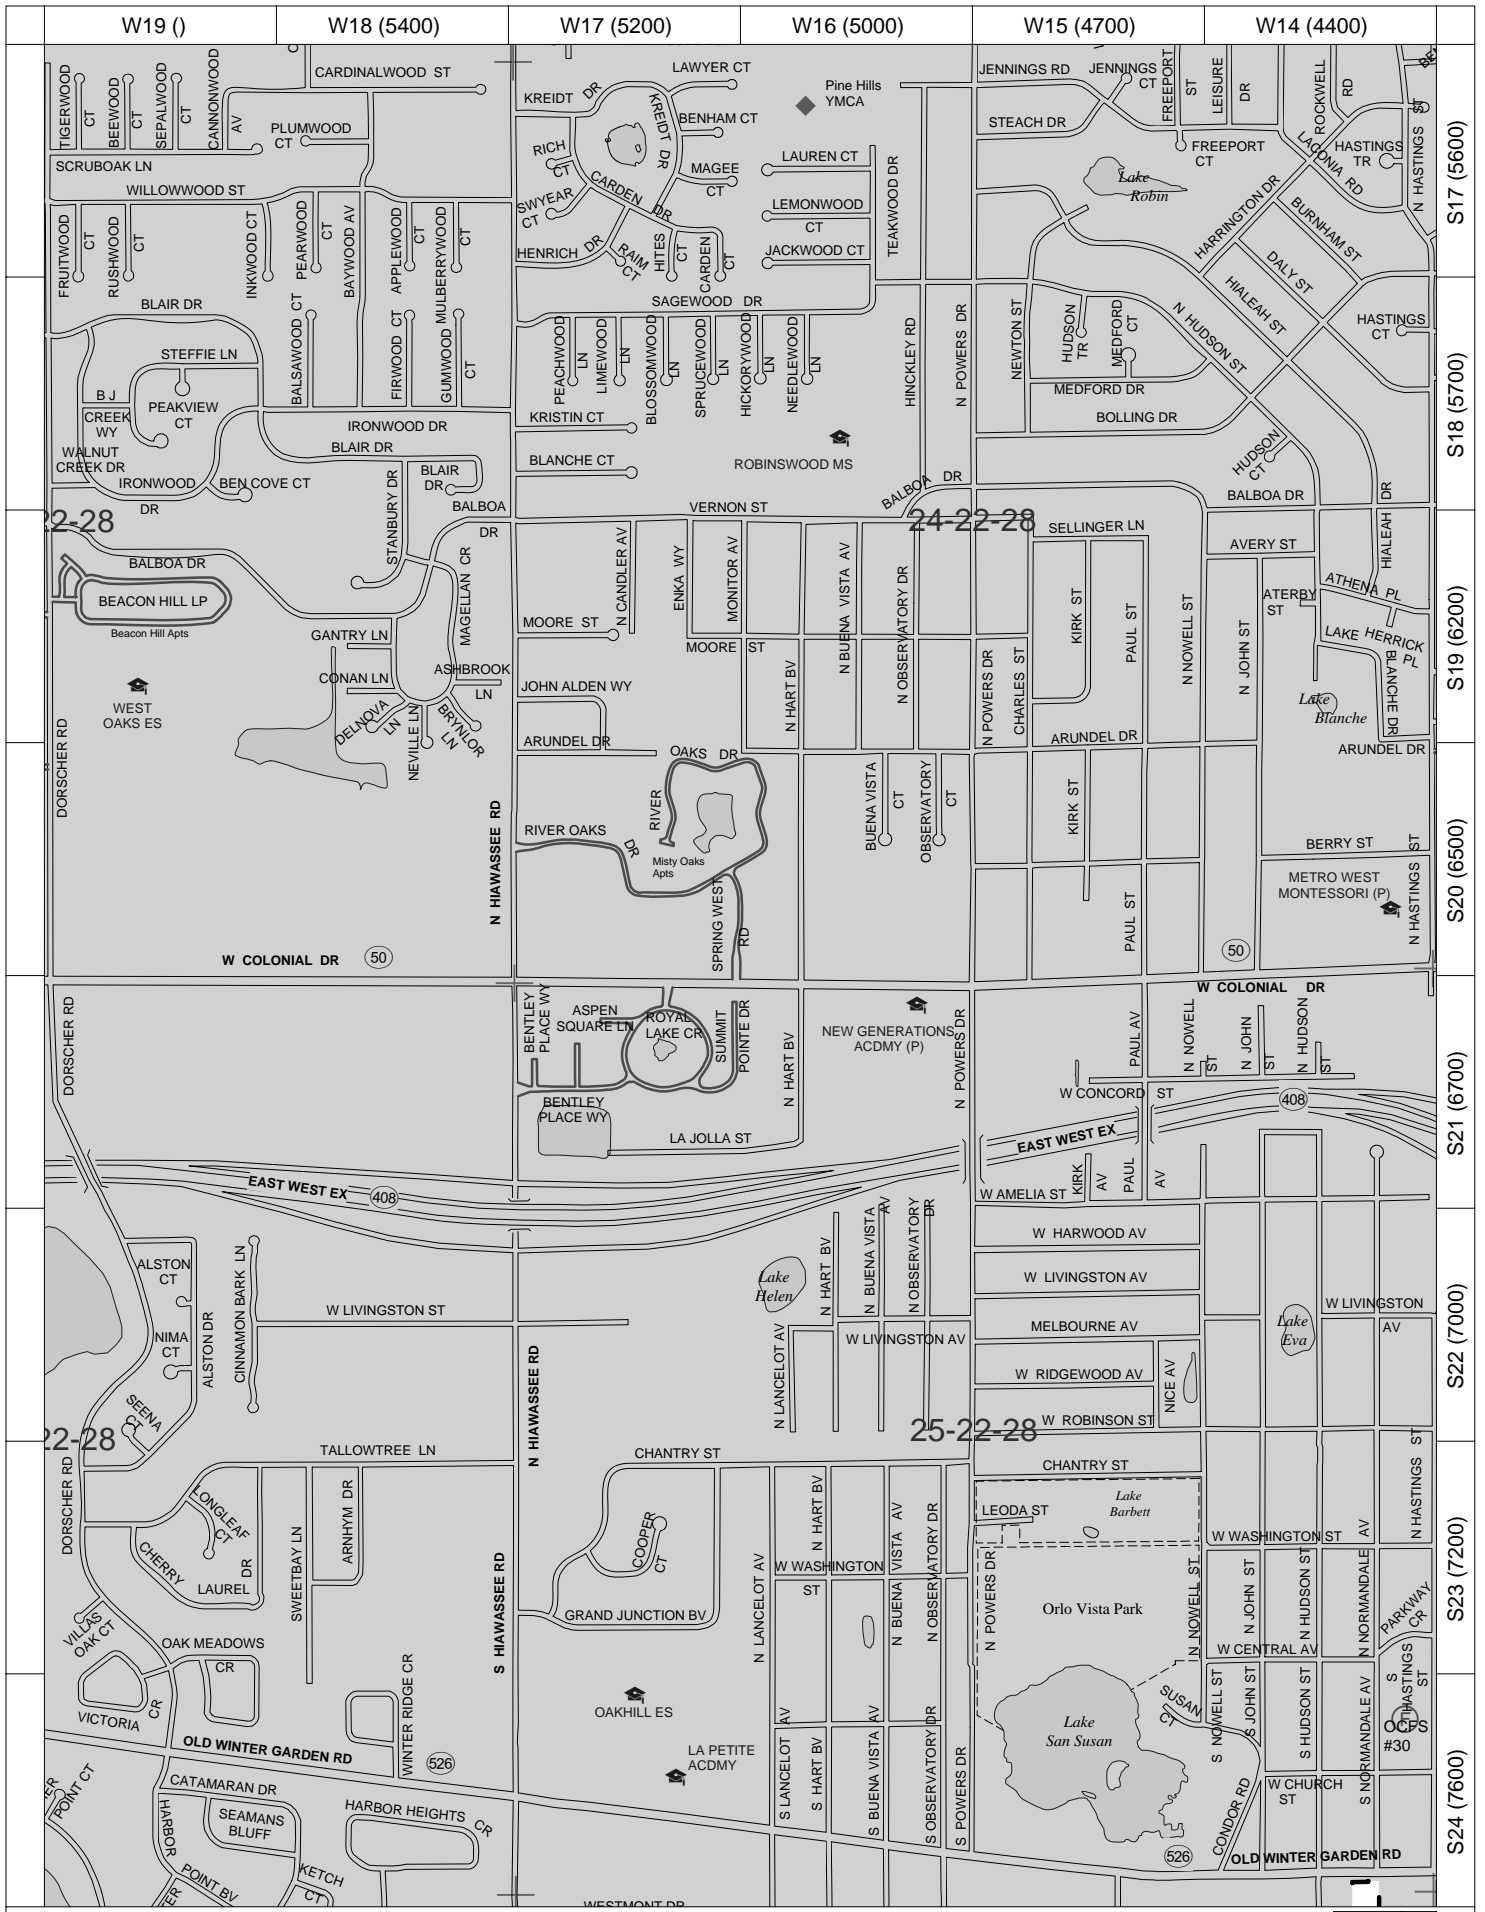 W19 ()
W18 (5400)
W17 (5200)
W16 (5000)
W15 (4700)
W14 (4400)
S17 (5600)
S18 (5700)
S19 (6200)
S20 (6500)
S21 (6700)
S22 (7000)
S23 (7200)
S24 (7600)
TIGERWOOD CT
BEEWOOD CT
SEPALWOOD CT
CANNONWOOD AV
CARDINALWOOD ST
PLUMWOOD CT
SCRUBOAK LN
WILLOWWOOD ST
FRUITWOOD CT
RUSHWOOD CT
INKWOOD CT
PEARWOOD CT
BAYWOOD AV
APPLEWOOD CT
MULBERRYWOOD CT
KREIDT DR
KREIDT DR
LAWYER CT
BENHAM CT
RICH CT
MAGEE CT
SWYEAR CT
CARDEN DR
HENRICH DR
RAIM CT
HITES CT
CARDEN CT
Pine Hills
YMCA
LAUREN CT
LEMONWOOD
CT
JACKWOOD CT
TEAKWOOD DR
SAGEWOOD DR
JENNINGS RD
JENNINGS CT
FREEPORT ST
LEISURE DR
ROCKWELL RD
STEACH DR
FREEPORT
CT
LACONIA RD
HASTINGS
TR
N HASTINGS ST
Lake
Robin
HARRINGTON DR
BURNHAM ST
DALY ST
HIALEAH ST
HASTINGS
CT
BLAIR DR
STEFFIE LN
B J
CREEK
WY
PEAKVIEW
CT
WALNUT
CREEK DR
IRONWOOD
DR
BEN COVE CT
BALSAWOOD CT
FIRWOOD CT
GUMWOOD CT
IRONWOOD DR
BLAIR DR
BLAIR
DR
STANBURY DR
BALBOA
DR
PEACHWOOD LN
LIMEWOOD LN
BLOSSOMWOOD LN
SPRUCEWOOD LN
HICKORYWOOD LN
NEEDLEWOOD LN
HINCKLEY RD
N POWERS DR
KRISTIN CT
BLANCHE CT
ROBINSWOOD MS
VERNON ST
BALBOA DR
NEWTON ST
HUDSON TR
MEDFORD CT
MEDFORD DR
N HUDSON ST
BOLLING DR
HUDSON CT
BALBOA DR
HIALEAH DR
22-28
24-22-28
BALBOA DR
BEACON HILL LP
Beacon Hill Apts
GANTRY LN
CONAN LN
DELNOVA LN
NEVILLE LN
BRYNLOR LN
MAGELLAN CR
ASHBROOK
LN
WEST
OAKS ES
DORSCHER RD
MOORE ST
N CANDLER AV
ENKA WY
MONITOR AV
MOORE ST
JOHN ALDEN WY
ARUNDEL DR
N HART BV
N BUENA VISTA AV
N OBSERVATORY DR
N POWERS DR
CHARLES ST
SELLINGER LN
KIRK ST
PAUL ST
N NOWELL ST
N JOHN ST
AVERY ST
ATERBY
ST
ATHENA PL
LAKE HERRICK
PL
BLANCHE DR
Lake
Blanche
ARUNDEL DR
ARUNDEL DR
N HIAWASSEE RD
RIVER OAKS DR
RIVER OAKS DR
Misty Oaks
Apts
SPRING WEST RD
BUENA VISTA CT
OBSERVATORY CT
KIRK ST
PAUL ST
BERRY ST
METRO WEST
MONTESSORI (P)
N HASTINGS ST
W COLONIAL DR
50
50
W COLONIAL DR
DORSCHER RD
BENTLEY
PLACE WY
ASPEN
SQUARE LN
ROYAL
LAKE CR
SUMMIT
POINTE DR
BENTLEY
PLACE WY
LA JOLLA ST
N HART BV
NEW GENERATIONS
ACDMY (P)
N POWERS DR
PAUL AV
N NOWELL ST
N JOHN ST
N HUDSON ST
W CONCORD ST
408
EAST WEST EX
EAST WEST EX
408
W AMELIA ST
KIRK AV
PAUL AV
ALSTON
CT
NIMA
CT
ALSTON DR
CINNAMON BARK LN
SEENA CT
W LIVINGSTON ST
N HIAWASSEE RD
Lake
Helen
N HART BV
N BUENA VISTA AV
N OBSERVATORY DR
W LIVINGSTON AV
N LANCELOT AV
W HARWOOD AV
W LIVINGSTON AV
MELBOURNE AV
W RIDGEWOOD AV
NICE AV
W ROBINSON ST
Lake
Eva
W LIVINGSTON
AV
22-28
25-22-28
TALLOWTREE LN
DORSCHER RD
LONGLEAF CT
CHERRY
LAUREL DR
SWEETBAY LN
ARNHYM DR
VILLAS
OAK CT
OAK MEADOWS
CR
VICTORIA CR
WINTER RIDGE CR
S HIAWASSEE RD
CHANTRY ST
COOPER CT
GRAND JUNCTION BV
N LANCELOT AV
N HART BV
W WASHINGTON
ST
N BUENA VISTA AV
N OBSERVATORY DR
N POWERS DR
CHANTRY ST
LEODA ST
Lake
Barbett
Orlo Vista Park
N NOWELL ST
W WASHINGTON ST
N JOHN ST
N HUDSON ST
N NORMANDALE AV
N HASTINGS ST
PARKWAY CR
W CENTRAL AV
OAKHILL ES
LA PETITE
ACDMY
S LANCELOT AV
S HART BV
S BUENA VISTA AV
S OBSERVATORY DR
S POWERS DR
Lake
San Susan
SUSAN CT
S NOWELL ST
S JOHN ST
S HUDSON ST
S NORMANDALE AV
S HASTINGS ST
OCFS
#30
W CHURCH
ST
CONDOR RD
OLD WINTER GARDEN RD
526
526
OLD WINTER GARDEN RD
POINT CT
CATAMARAN DR
SEAMANS
BLUFF
HARBOR POINT BV
KETCH
CT
HARBOR HEIGHTS CR
WESTMONT DR